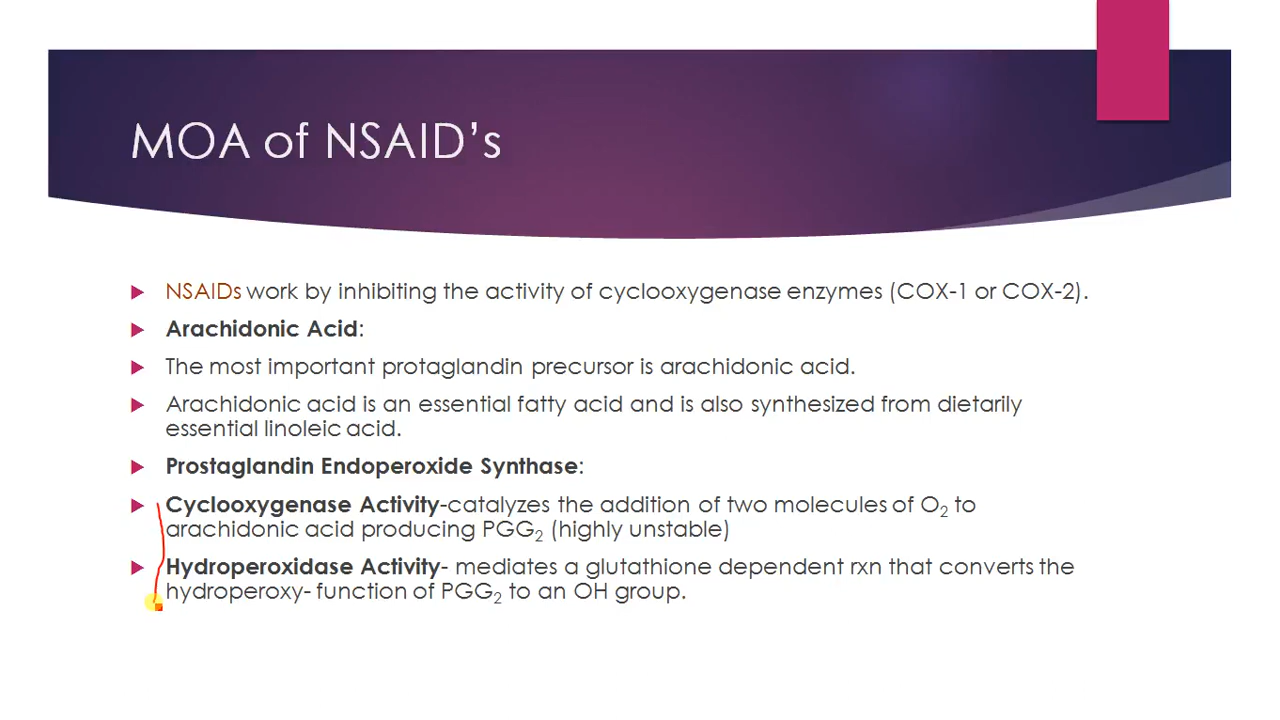 MOA of NSAID's
NSAIDs work by inhibiting the activity of cyclooxygenase enzymes (COX-1 or COX-2).
Arachidonic Acid:
The most important protaglandin precursor is arachidonic acid.
Arachidonic acid is an essential fatty acid and is also synthesized from dietarily
essential linoleic acid.
Prostaglandin Endoperoxide Synthase:
Cyclooxygenase Activity-catalyzes the addition of two molecules of O₂ to
arachidonic acid producing PGG₂ (highly unstable)
Hydroperoxidase Activity- mediates a glutathione dependent rxn that converts the
hydroperoxy- function of PGG₂ to an OH group.